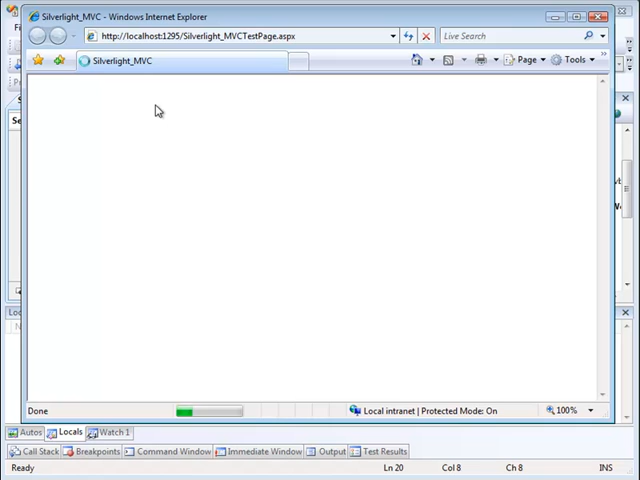 Silverlight_MVC - Windows Internet Explorer
http://localhost:1295/Silverlight_MVCTestPage.aspx
Live Search
Silverlight_MVC
Page
Tools
Done
Local intranet | Protected Mode: On
100%
Autos
Locals
Watch 1
Call Stack
Breakpoints
Command Window
Immediate Window
Output
Test Results
Ready
Ln 20
Col 8
Ch 8
INS